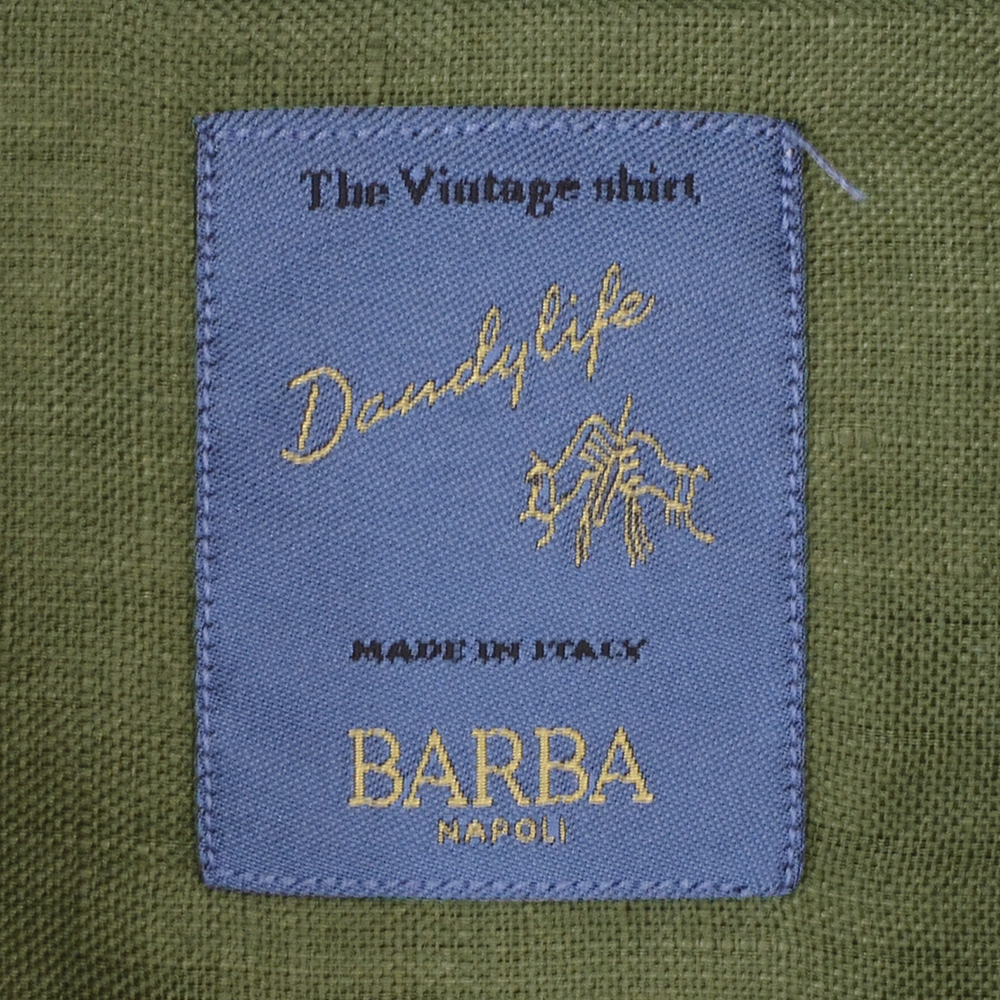 The Vintage shirt
Dandylife
MADE IN ITALY
BARBA
NAPOLI